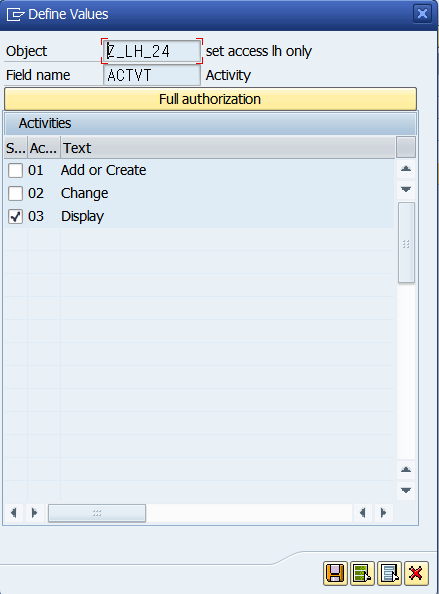 Define Values
Object Z_LH_24 set access lh only
Field name ACTVT Activity
Full authorization
Activities
S... Ac... Text
01 Add or Create
02 Change
03 Display